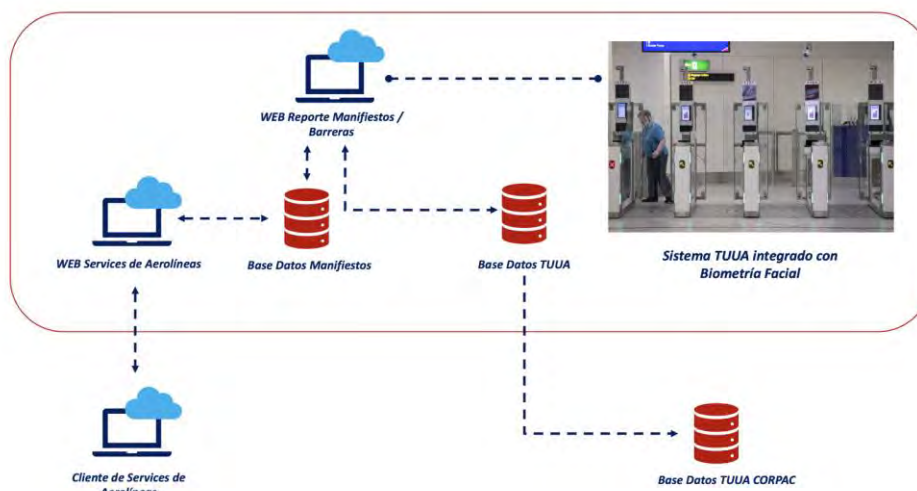 WEB Reporte Manifiestos /
Barreras
WEB Services de Aerolíneas
Base Datos Manifiestos
Base Datos TUUA
Sistema TUUA integrado con
Biometría Facial
Cliente de Services de
Aerolíneas
Base Datos TUUA CORPAC